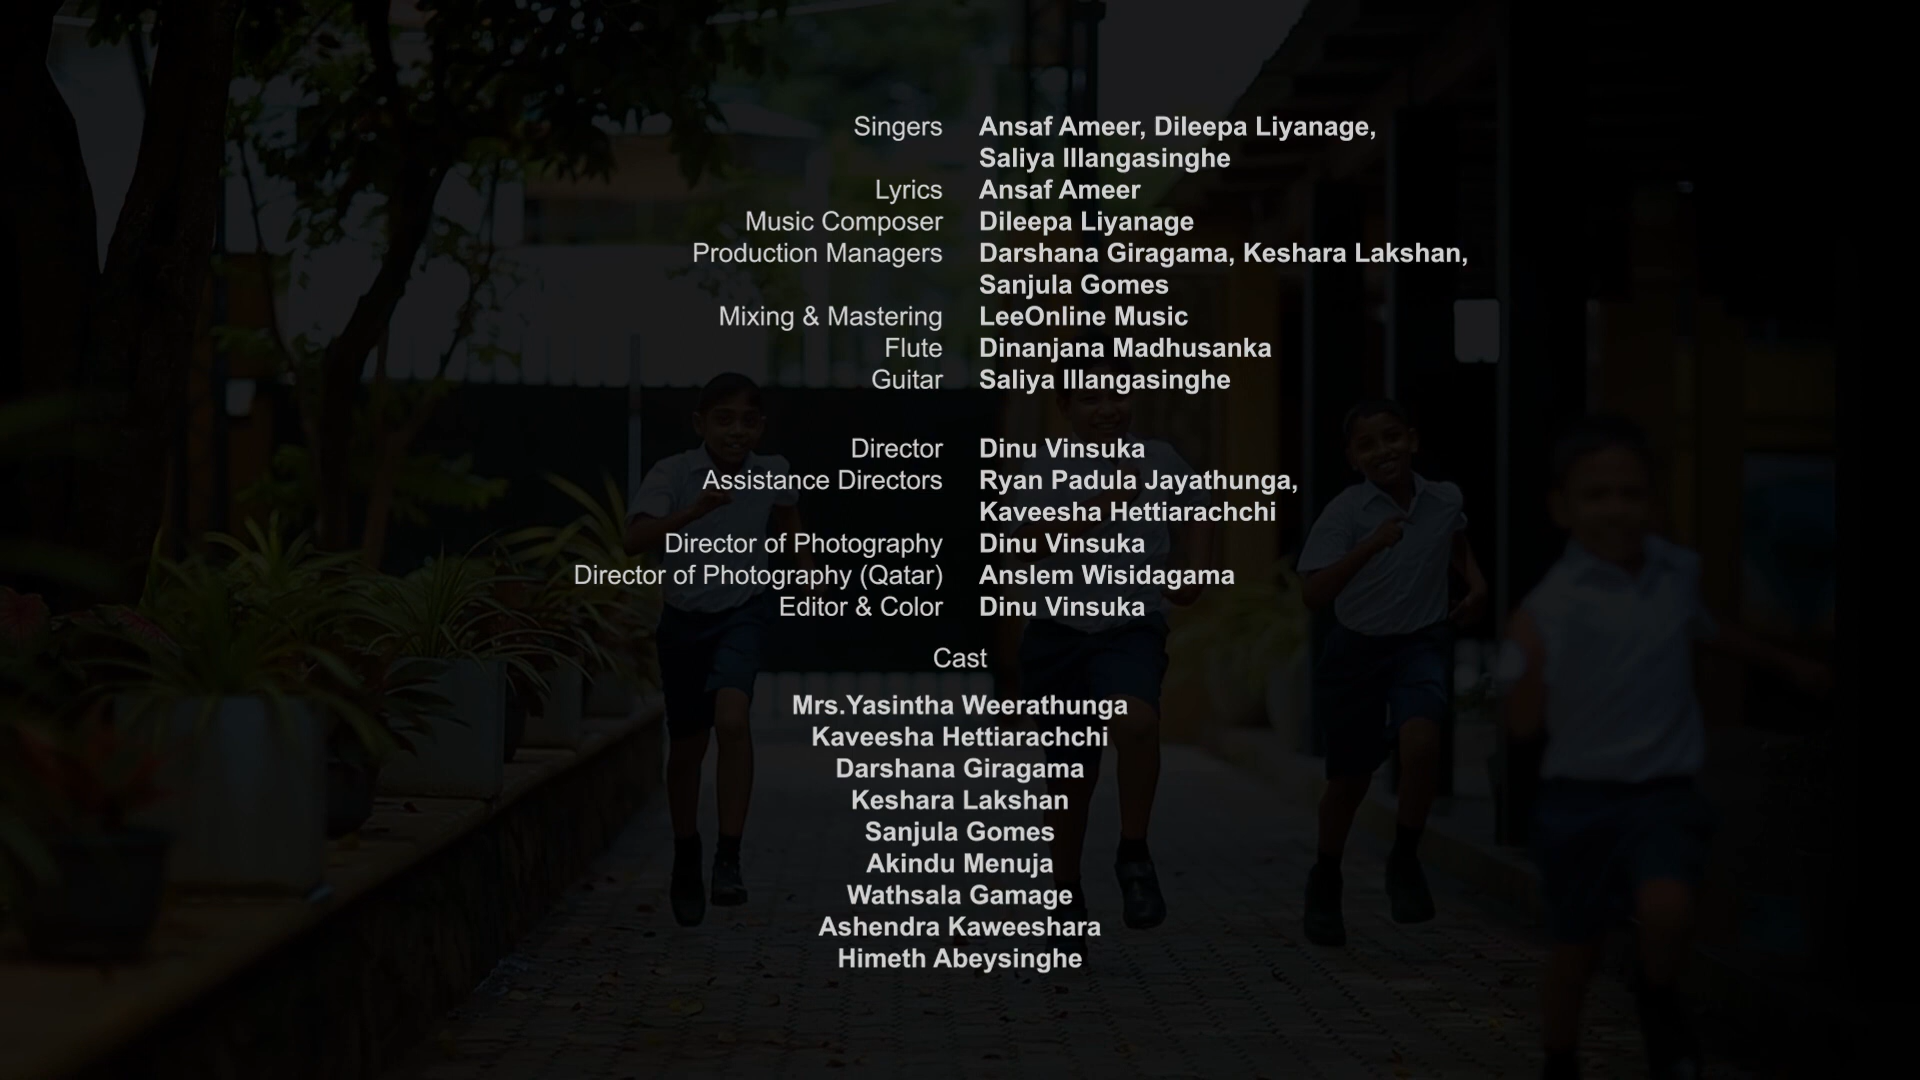 Singers Ansaf Ameer, Dileepa Liyanage,
Saliya Illangasinghe
Lyrics Ansaf Ameer
Music Composer Dileepa Liyanage
Production Managers Darshana Giragama, Keshara Lakshan,
Sanjula Gomes
Mixing & Mastering LeeOnline Music
Flute Dinanjana Madhusanka
Guitar Saliya Illangasinghe
Director Dinu Vinsuka
Assistance Directors Ryan Padula Jayathunga,
Kaveesha Hettiarachchi
Director of Photography Dinu Vinsuka
Director of Photography (Qatar) Anslem Wisidagama
Editor & Color Dinu Vinsuka
Cast
Mrs.Yasintha Weerathunga
Kaveesha Hettiarachchi
Darshana Giragama
Keshara Lakshan
Sanjula Gomes
Akindu Menuja
Wathsala Gamage
Ashendra Kaweeshara
Himeth Abeysinghe